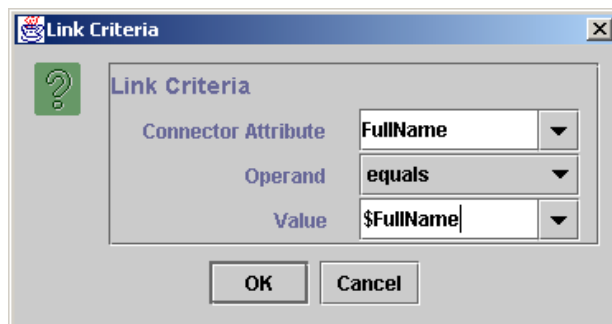 Link Criteria
Link Criteria
Connector Attribute FullName
Operand equals
Value $FullName
OK Cancel